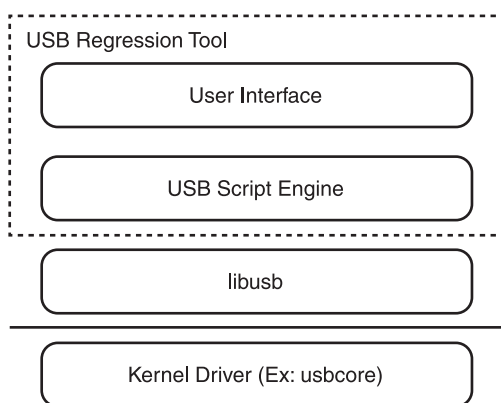 USB Regression Tool
User Interface
USB Script Engine
libusb
Kernel Driver (Ex: usbcore)